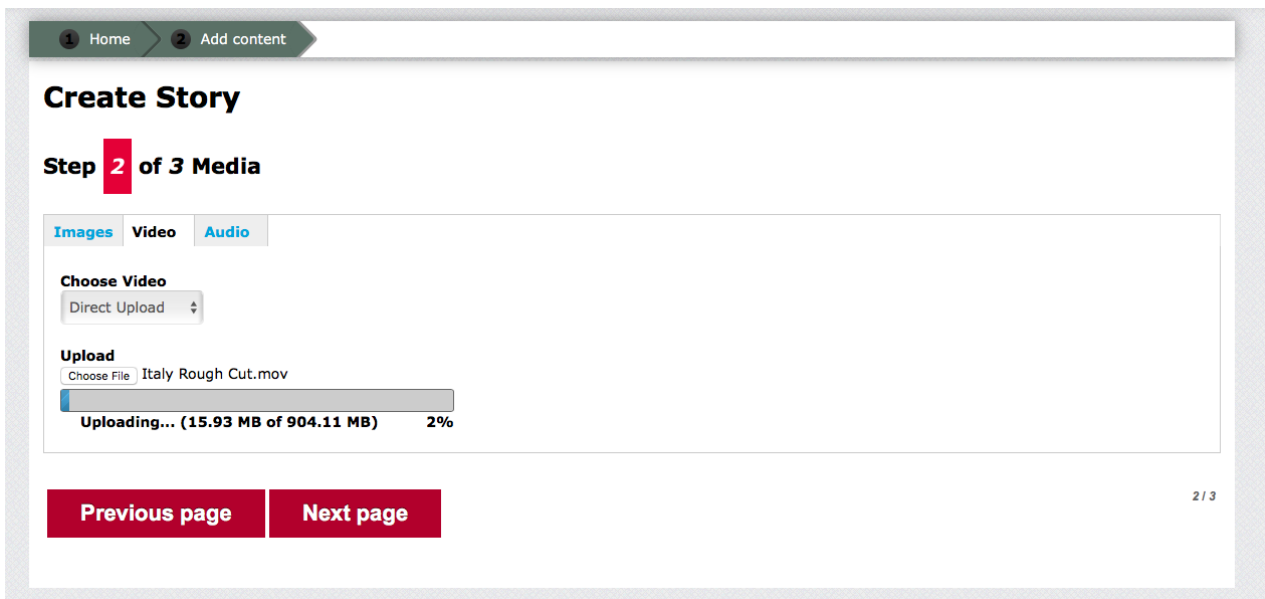 1 Home 2 Add content
Create Story
Step 2 of 3 Media
Images Video Audio
Choose Video
Direct Upload
Upload
Choose File Italy Rough Cut.mov
Uploading... (15.93 MB of 904.11 MB) 2%
Previous page Next page
2 / 3